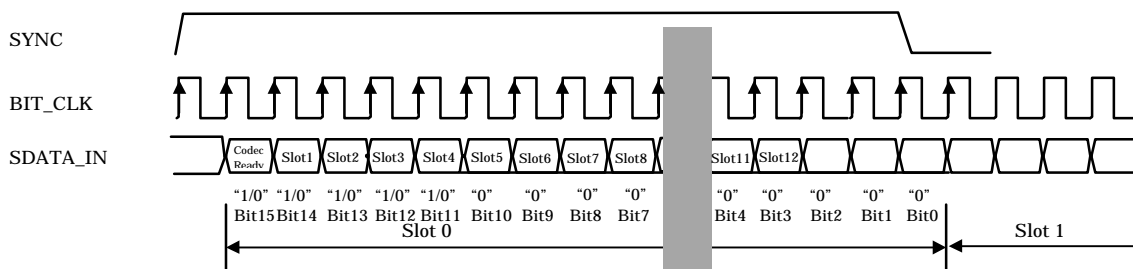 SYNC
BIT_CLK
SDATA_IN
Codec Ready Slot1 Slot2 Slot3 Slot4 Slot5 Slot6 Slot7 Slot8 Slot11 Slot12
"1/0" "1/0" "1/0" "1/0" "1/0" "0" "0" "0" "0" "0" "0" "0" "0" "0"
Bit15 Bit14 Bit13 Bit12 Bit11 Bit10 Bit9 Bit8 Bit7 Bit4 Bit3 Bit2 Bit1 Bit0
Slot 0 Slot 1